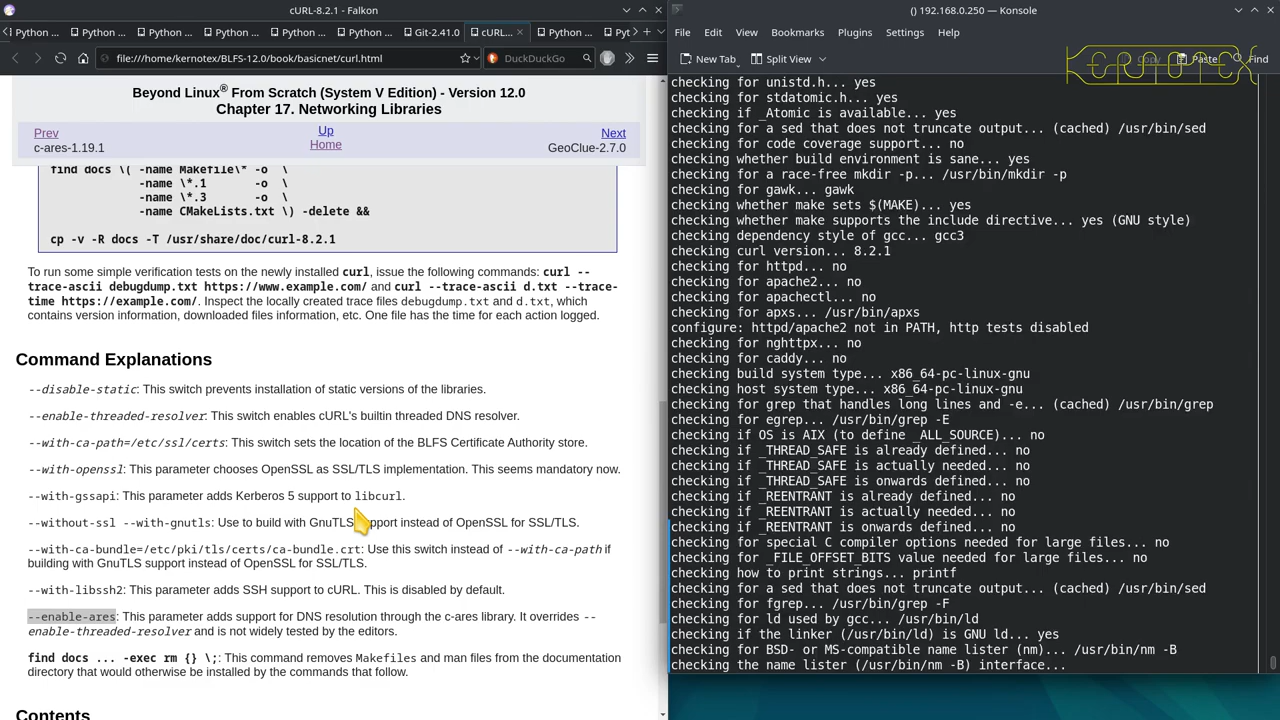 cURL-8.2.1 — Falkon
Python ...
Python ...
Python ...
Python ...
Python ...
Python ...
Git-2.41.0
cURL...
Python ...
Pyt
file:///home/kernotex/BLFS-12.0/book/basicnet/curl.html
DuckDuckGo
Beyond Linux® From Scratch (System V Edition) - Version 12.0
Chapter 17. Networking Libraries
Prev
Up
Next
c-ares-1.19.1
Home
GeoClue-2.7.0
find docs \( -name Makefile\* -o \
-name \*.1 -o \
-name \*.3 -o \
-name CMakeLists.txt \) -delete &&
cp -v -R docs -T /usr/share/doc/curl-8.2.1
To run some simple verification tests on the newly installed curl, issue the following commands: curl --
trace-ascii debugdump.txt https://www.example.com/ and curl --trace-ascii d.txt --trace-
time https://example.com/. Inspect the locally created trace files debugdump.txt and d.txt, which
contains version information, downloaded files information, etc. One file has the time for each action logged.
Command Explanations
--disable-static: This switch prevents installation of static versions of the libraries.
--enable-threaded-resolver: This switch enables cURL's builtin threaded DNS resolver.
--with-ca-path=/etc/ssl/certs: This switch sets the location of the BLFS Certificate Authority store.
--with-openssl: This parameter chooses OpenSSL as SSL/TLS implementation. This seems mandatory now.
--with-gssapi: This parameter adds Kerberos 5 support to libcurl.
--without-ssl --with-gnutls: Use to build with GnuTLS support instead of OpenSSL for SSL/TLS.
--with-ca-bundle=/etc/pki/tls/certs/ca-bundle.crt: Use this switch instead of --with-ca-path if
building with GnuTLS support instead of OpenSSL for SSL/TLS.
--with-libssh2: This parameter adds SSH support to cURL. This is disabled by default.
--enable-ares: This parameter adds support for DNS resolution through the c-ares library. It overrides --
enable-threaded-resolver and is not widely tested by the editors.
find docs ... -exec rm {} \;: This command removes Makefiles and man files from the documentation
directory that would otherwise be installed by the commands that follow.
Contents
() 192.168.0.250 — Konsole
File Edit View Bookmarks Plugins Settings Help
New Tab Split View Copy Paste Find
KERNOTEX
checking for unistd.h... yes
checking for stdatomic.h... yes
checking if _Atomic is available... yes
checking for a sed that does not truncate output... (cached) /usr/bin/sed
checking for code coverage support... no
checking whether build environment is sane... yes
checking for a race-free mkdir -p... /usr/bin/mkdir -p
checking for gawk... gawk
checking whether make sets $(MAKE)... yes
checking whether make supports the include directive... yes (GNU style)
checking dependency style of gcc... gcc3
checking curl version... 8.2.1
checking for httpd... no
checking for apache2... no
checking for apachectl... no
checking for apxs... /usr/bin/apxs
configure: httpd/apache2 not in PATH, http tests disabled
checking for nghttpx... no
checking for caddy... no
checking build system type... x86_64-pc-linux-gnu
checking host system type... x86_64-pc-linux-gnu
checking for grep that handles long lines and -e... (cached) /usr/bin/grep
checking for egrep... /usr/bin/grep -E
checking if OS is AIX (to define _ALL_SOURCE)... no
checking if _THREAD_SAFE is already defined... no
checking if _THREAD_SAFE is actually needed... no
checking if _THREAD_SAFE is onwards defined... no
checking if _REENTRANT is already defined... no
checking if _REENTRANT is actually needed... no
checking if _REENTRANT is onwards defined... no
checking for special C compiler options needed for large files... no
checking for _FILE_OFFSET_BITS value needed for large files... no
checking how to print strings... printf
checking for a sed that does not truncate output... (cached) /usr/bin/sed
checking for fgrep... /usr/bin/grep -F
checking for ld used by gcc... /usr/bin/ld
checking if the linker (/usr/bin/ld) is GNU ld... yes
checking for BSD- or MS-compatible name lister (nm)... /usr/bin/nm -B
checking the name lister (/usr/bin/nm -B) interface...